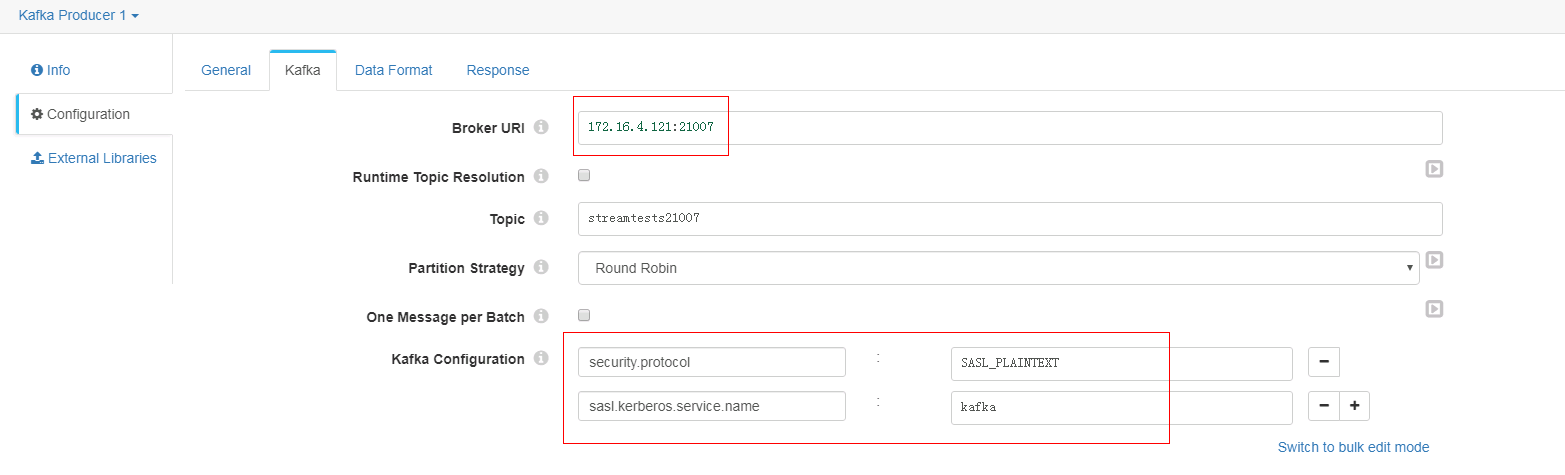 Kafka Producer 1
Info
Configuration
External Libraries
General Kafka Data Format Response
Broker URI 172.16.4.121:21007
Runtime Topic Resolution
Topic streamtests21007
Partition Strategy Round Robin
One Message per Batch
Kafka Configuration security.protocol : SASL_PLAINTEXT
sasl.kerberos.service.name : kafka
Switch to bulk edit mode